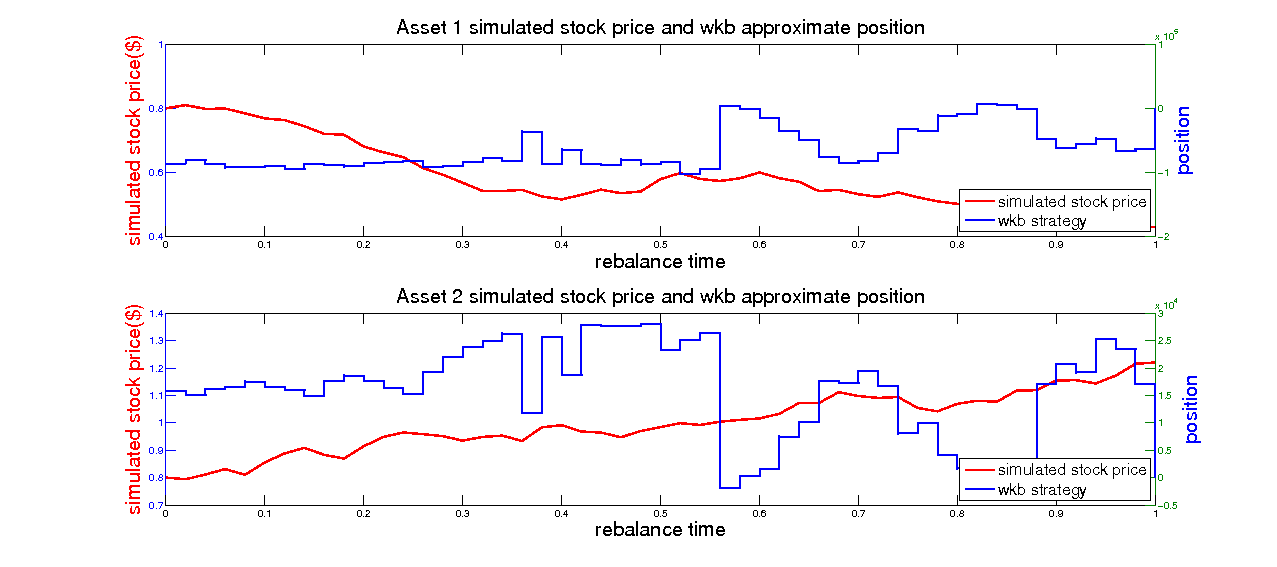 Asset 1 simulated stock price and wkb approximate position
x 10^5
1
0.8
0.6
0.4
simulated stock price($)
1
0
-1
-2
position
simulated stock price
wkb strategy
0 0.1 0.2 0.3 0.4 0.5 0.6 0.7 0.8 0.9 1
rebalance time
Asset 2 simulated stock price and wkb approximate position
x 10^4
1.4
1.3
1.2
1.1
1
0.9
0.8
0.7
simulated stock price($)
3
2.5
2
1.5
1
0.5
0
-0.5
position
simulated stock price
wkb strategy
0 0.1 0.2 0.3 0.4 0.5 0.6 0.7 0.8 0.9 1
rebalance time